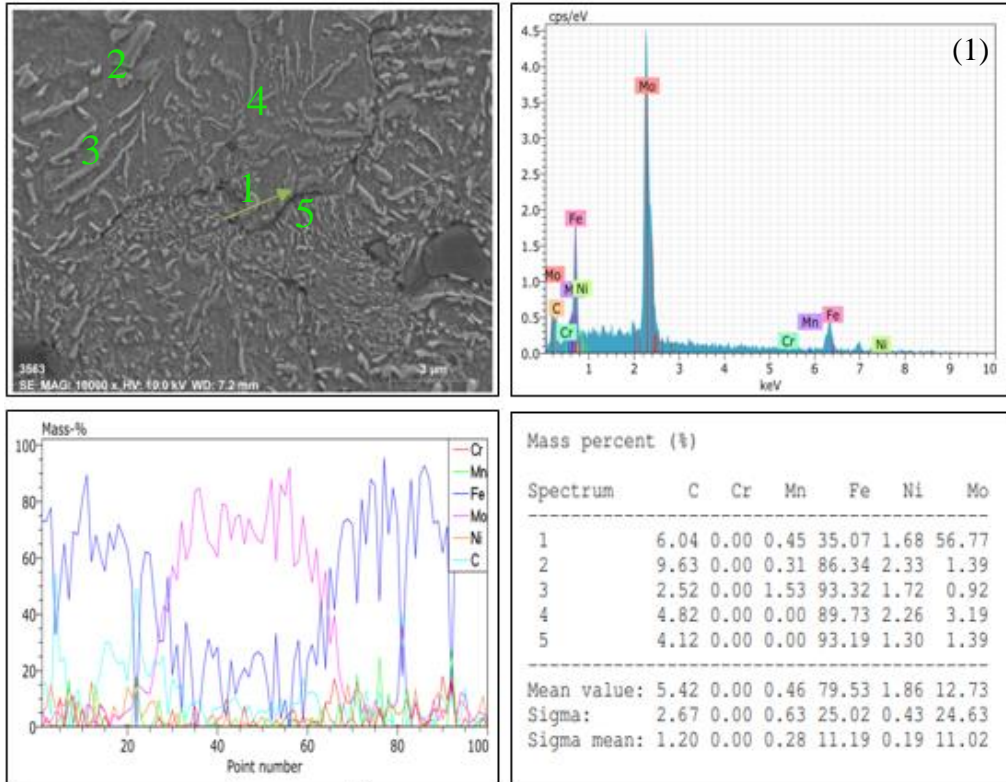 2
4
3
1
5
3563
SE MAG: 10000 x HV: 10.0 kV WD: 7.2 mm
3 µm
cps/eV
(1)
4.5
4.0
3.5
3.0
2.5
2.0
1.5
1.0
0.5
0.0
Mo
Fe
Mo
M
Ni
C
Cr
Mn
Fe
Cr
Ni
1 2 3 4 5 6 7 8 9 10
keV
Mass-%
100
80
60
40
20
0
Cr
Mn
Fe
Mo
Ni
C
20 40 60 80 100
Point number
Mass percent (%)
Spectrum C Cr Mn Fe Ni Mo
1 6.04 0.00 0.45 35.07 1.68 56.77
2 9.63 0.00 0.31 86.34 2.33 1.39
3 2.52 0.00 1.53 93.32 1.72 0.92
4 4.82 0.00 0.00 89.73 2.26 3.19
5 4.12 0.00 0.00 93.19 1.30 1.39
Mean value: 5.42 0.00 0.46 79.53 1.86 12.73
Sigma: 2.67 0.00 0.63 25.02 0.43 24.63
Sigma mean: 1.20 0.00 0.28 11.19 0.19 11.02